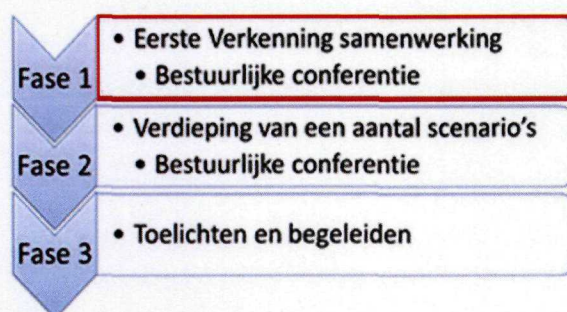 Fase 1
• Eerste Verkenning samenwerking
• Bestuurlijke conferentie
Fase 2
• Verdieping van een aantal scenario's
• Bestuurlijke conferentie
Fase 3
• Toelichten en begeleiden